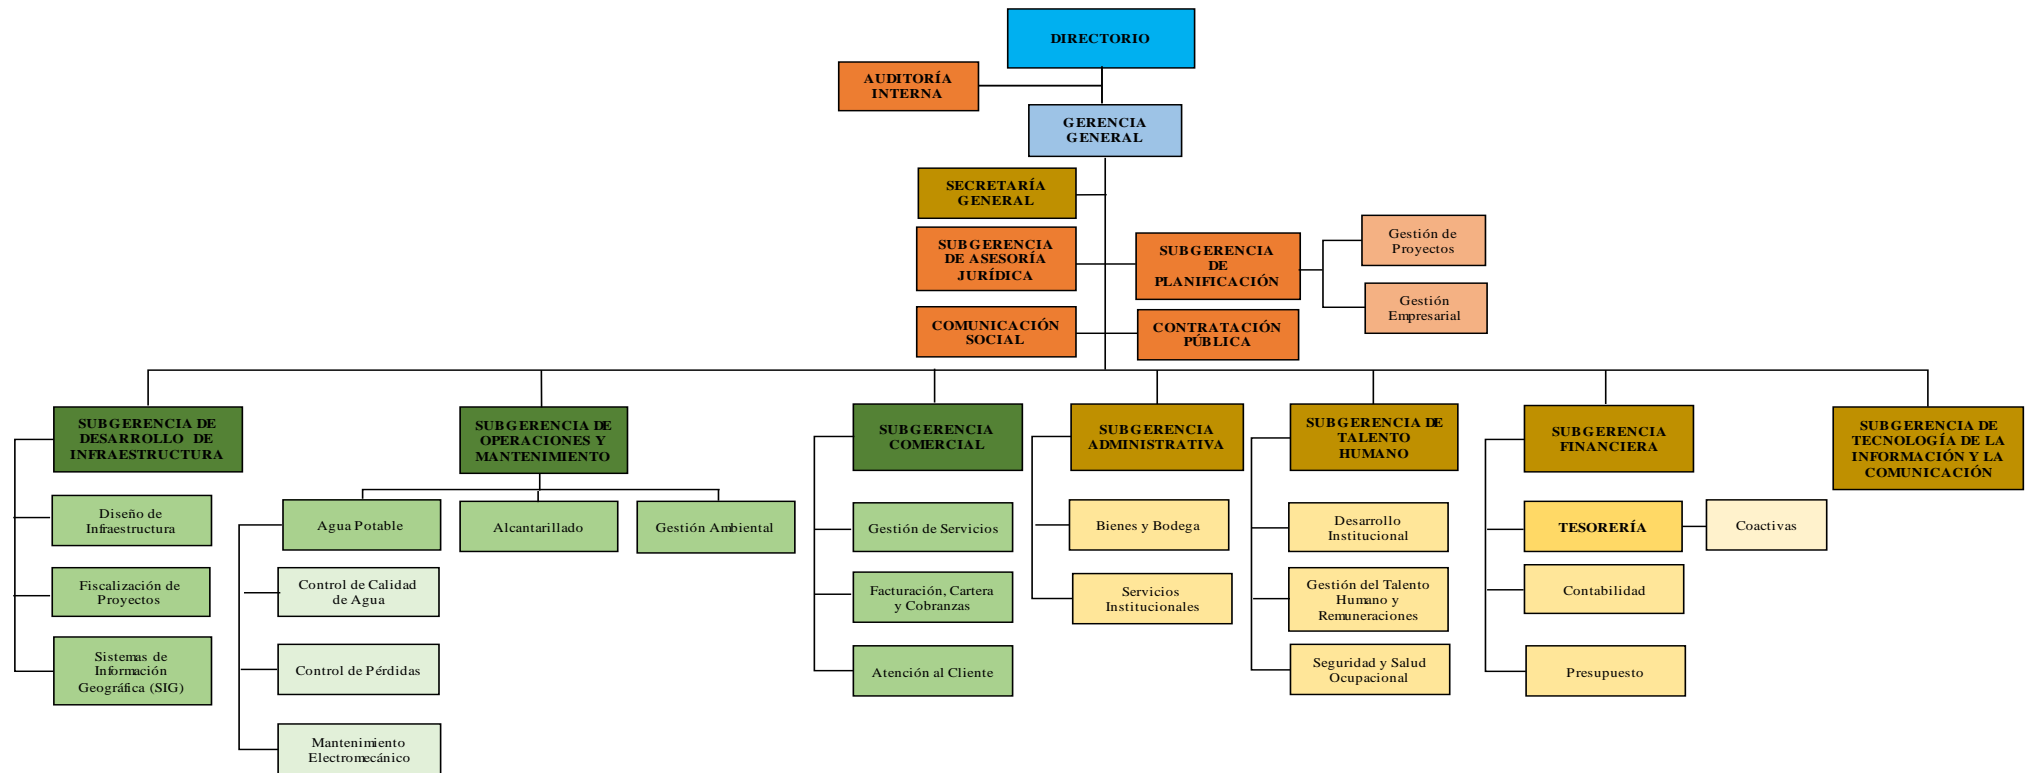 DIRECTORIO
AUDITORÍA
INTERNA
GERENCIA
GENERAL
SECRETARÍA
GENERAL
SUBGERENCIA
DE ASESORÍA
JURÍDICA
SUBGERENCIA
DE
PLANIFICACIÓN
Gestión de
Proyectos
Gestión
Empresarial
COMUNICACIÓN
SOCIAL
CONTRATACIÓN
PÚBLICA
SUBGERENCIA DE
DESARROLLO DE
INFRAESTRUCTURA
SUBGERENCIA DE
OPERACIONES Y
MANTENIMIENTO
SUBGERENCIA
COMERCIAL
SUBGERENCIA
ADMINISTRATIVA
SUBGERENCIA DE
TALENTO
HUMANO
SUBGERENCIA
FINANCIERA
SUBGERENCIA DE
TECNOLOGÍA DE LA
INFORMACIÓN Y LA
COMUNICACIÓN
Diseño de
Infraestructura
Agua Potable
Alcantarillado
Gestión Ambiental
Gestión de Servicios
Bienes y Bodega
Desarrollo
Institucional
TESORERÍA
Coactivas
Fiscalización de
Proyectos
Control de Calidad
de Agua
Facturación, Cartera
y Cobranzas
Servicios
Institucionales
Gestión del Talento
Humano y
Remuneraciones
Contabilidad
Sistemas de
Información
Geográfica (SIG)
Control de Pérdidas
Atención al Cliente
Seguridad y Salud
Ocupacional
Presupuesto
Mantenimiento
Electromecánico